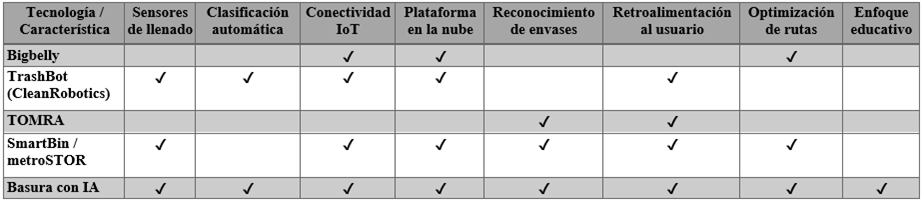 Tecnología / Característica Sensores de llenado Clasificación automática Conectividad IoT Plataforma en la nube Reconocimiento de envases Retroalimentación al usuario Optimización de rutas Enfoque educativo
Bigbelly ✓ ✓ ✓
TrashBot (CleanRobotics) ✓ ✓ ✓ ✓ ✓
TOMRA ✓ ✓
SmartBin / metroSTOR ✓ ✓ ✓ ✓ ✓ ✓
Basura con IA ✓ ✓ ✓ ✓ ✓ ✓ ✓ ✓